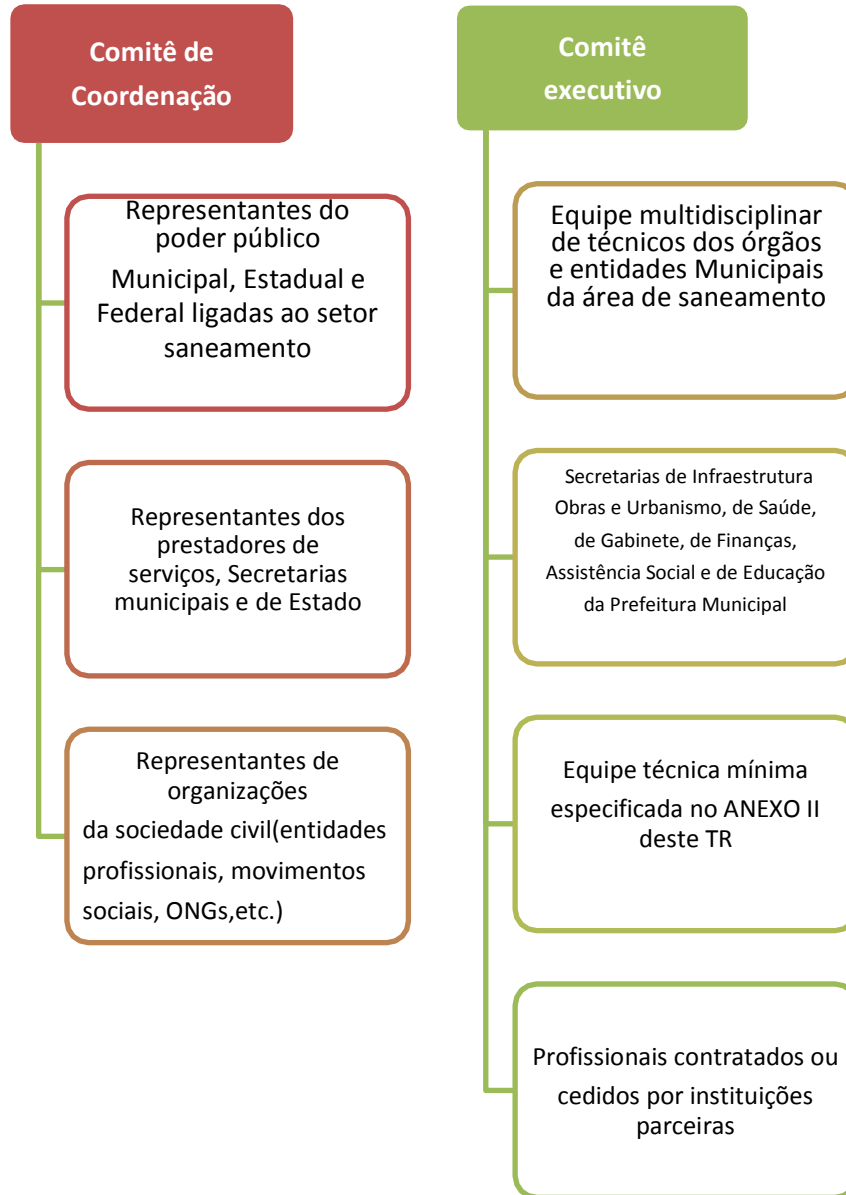 Comitê de
Coordenação
Representantes do
poder público
Municipal, Estadual e
Federal ligadas ao setor
saneamento
Representantes dos
prestadores de
serviços, Secretarias
municipais e de Estado
Representantes de
organizações
da sociedade civil(entidades
profissionais, movimentos
sociais, ONGs,etc.)
Comitê
executivo
Equipe multidisciplinar
de técnicos dos órgãos
e entidades Municipais
da área de saneamento
Secretarias de Infraestrutura
Obras e Urbanismo, de Saúde,
de Gabinete, de Finanças,
Assistência Social e de Educação
da Prefeitura Municipal
Equipe técnica mínima
especificada no ANEXO II
deste TR
Profissionais contratados ou
cedidos por instituições
parceiras